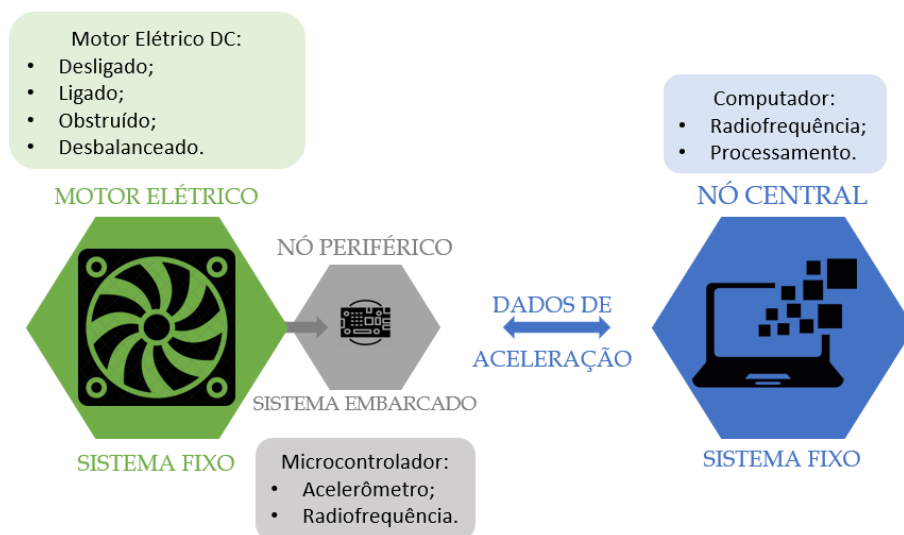 Motor Elétrico DC:
• Desligado;
• Ligado;
• Obstruído;
• Desbalanceado.
MOTOR ELÉTRICO
SISTEMA FIXO
NÓ PERIFÉRICO
SISTEMA EMBARCADO
Microcontrolador:
• Acelerômetro;
• Radiofrequência.
DADOS DE
ACELERAÇÃO
Computador:
• Radiofrequência;
• Processamento.
NÓ CENTRAL
SISTEMA FIXO